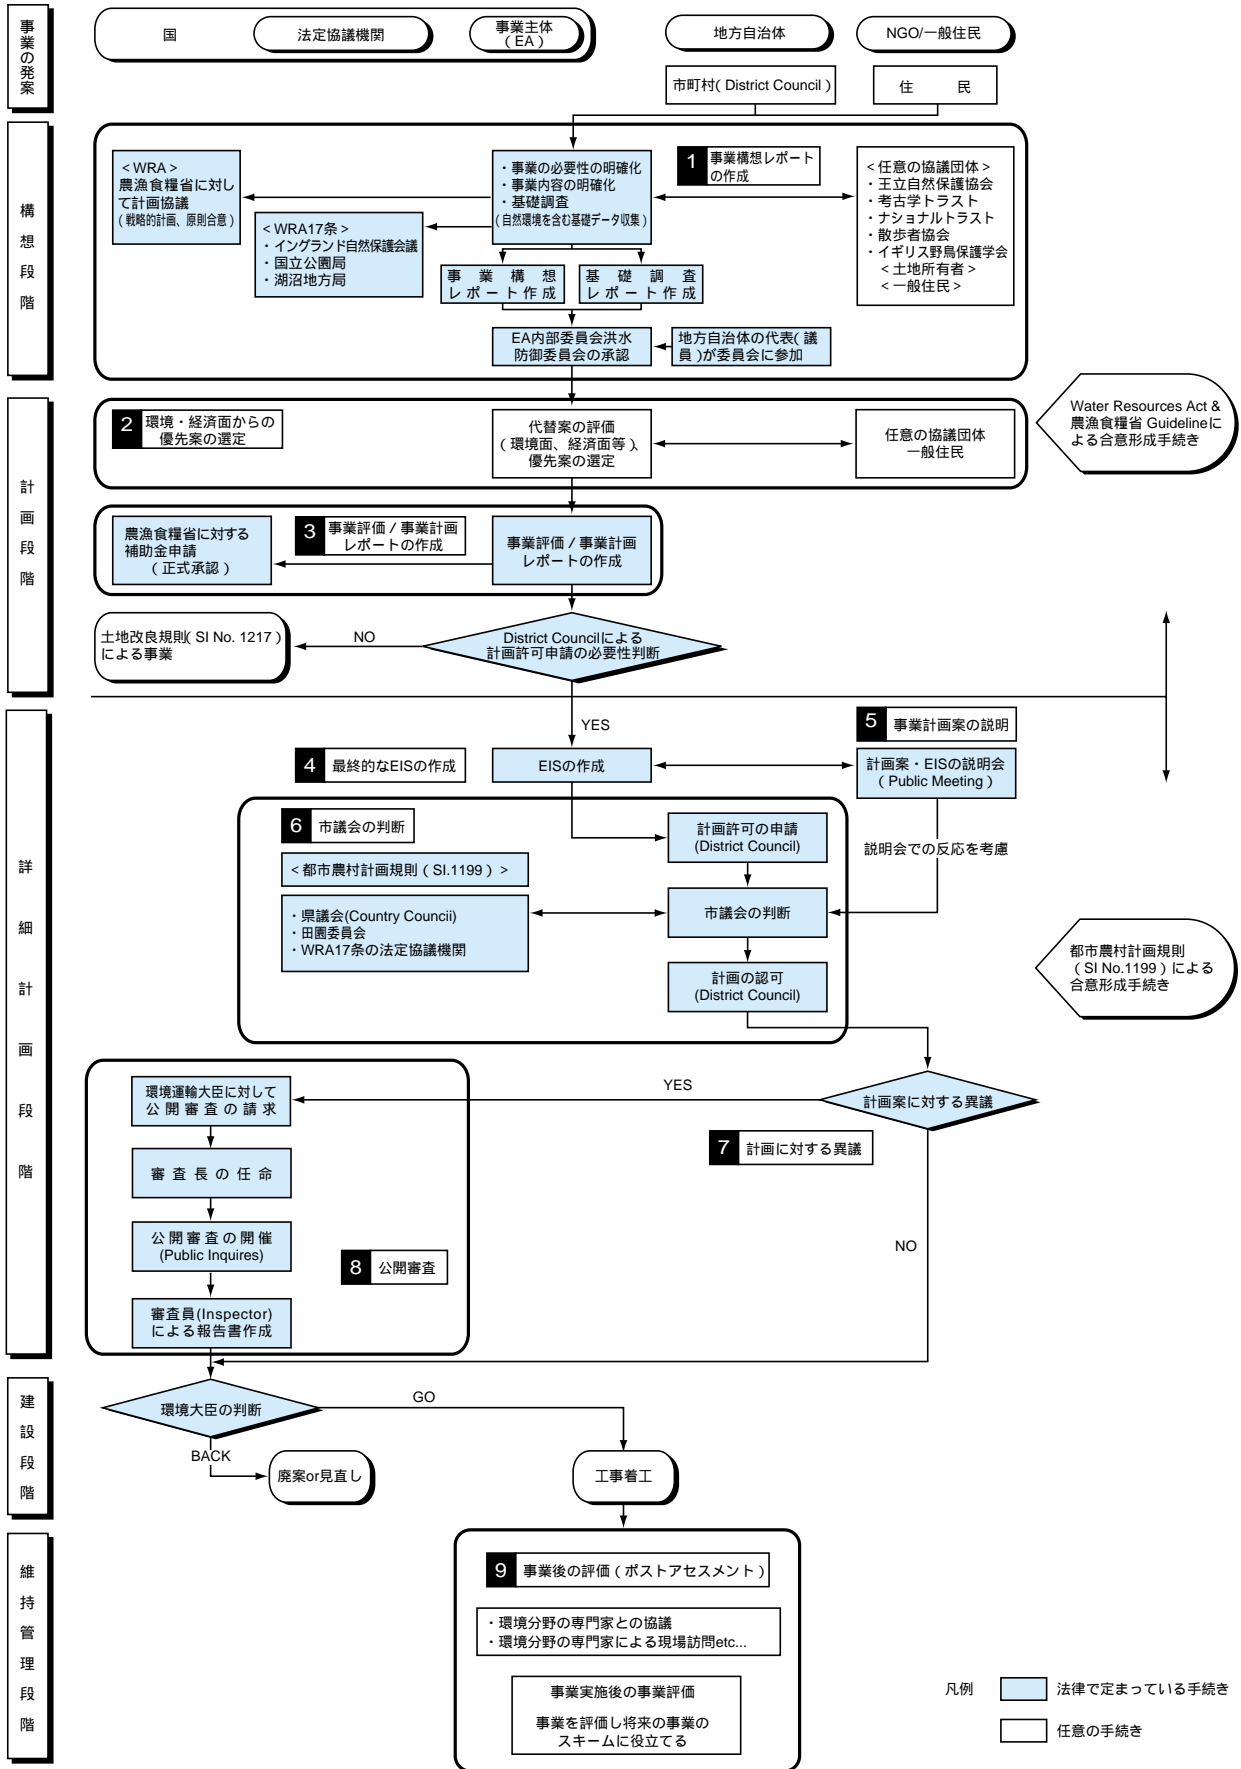 事業の発案
国
法定協議機関
事業主体
（EA）
地方自治体
NGO/一般住民
市町村（District Council）
住　民
構想段階
＜WRA＞
農漁食糧省に対し
て計画協議
（戦略的計画、原則合意）
＜WRA17条＞
・イングランド自然保護会議
・国立公園局
・湖沼地方局
・事業の必要性の明確化
・事業内容の明確化
・基礎調査
（自然環境を含む基礎データ収集）
1 事業構想レポート
の作成
＜任意の協議団体＞
・王立自然保護協会
・考古学トラスト
・ナショナルトラスト
・散歩者協会
・イギリス野鳥保護学会
＜土地所有者＞
＜一般住民＞
事業構想
レポート作成
基礎調査
レポート作成
EA内部委員会洪水
防御委員会の承認
地方自治体の代表（議
員）が委員会に参加
計画段階
2 環境・経済面からの
優先案の選定
代替案の評価
（環境面、経済面等）、
優先案の選定
任意の協議団体
一般住民
Water Resources Act &
農漁食糧省 Guidelineに
よる合意形成手続き
農漁食糧省に対する
補助金申請
（正式承認）
3 事業評価 / 事業計画
レポートの作成
事業評価 / 事業計画
レポートの作成
土地改良規則（SI No. 1217）
による事業
NO
District Councilによる
計画許可申請の必要性判断
YES
詳細計画段階
4 最終的なEISの作成
EISの作成
5 事業計画案の説明
計画案・EISの説明会
（Public Meeting）
6 市議会の判断
計画許可の申請
(District Council)
説明会での反応を考慮
＜都市農村計画規則（SI.1199）＞
・県議会(Country Councii)
・田園委員会
・WRA17条の法定協議機関
市議会の判断
計画の認可
(District Council)
都市農村計画規則
（SI No.1199）による
合意形成手続き
環境運輸大臣に対して
公開審査の請求
YES
計画案に対する異議
7 計画に対する異議
審査長の任命
公開審査の開催
(Public Inquires)
NO
8 公開審査
審査員(Inspector)
による報告書作成
建設段階
環境大臣の判断
GO
BACK
廃案or見直し
工事着工
維持管理段階
9 事業後の評価（ポストアセスメント）
・環境分野の専門家との協議
・環境分野の専門家による現場訪問etc...
事業実施後の事業評価
事業を評価し将来の事業の
スキームに役立てる
凡例
法律で定まっている手続き
任意の手続き